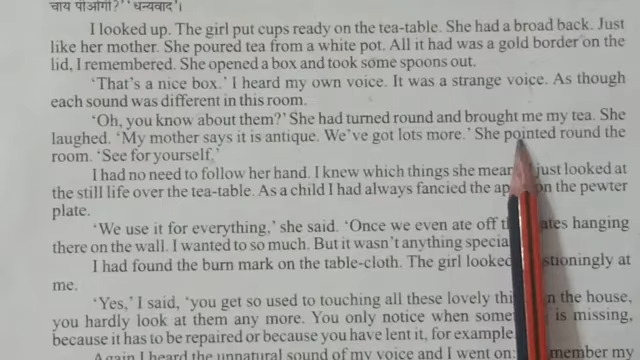 चाय पीओगी? ''धन्यवाद'।
I looked up. The girl put cups ready on the tea-table. She had a broad back. Just
like her mother. She poured tea from a white pot. All it had was a gold border on the
lid, I remembered. She opened a box and took some spoons out.
'That's a nice box.' I heard my own voice. It was a strange voice. As though
each sound was different in this room.
'Oh, you know about them?' She had turned round and brought me my tea. She
laughed. 'My mother says it is antique. We've got lots more.' She pointed round the
room. 'See for yourself.'
I had no need to follow her hand. I knew which things she mean just looked at
the still life over the tea-table. As a child I had always fancied the ap on the pewter
plate.
'We use it for everything,' she said. 'Once we even ate off th ates hanging
there on the wall. I wanted to so much. But it wasn't anything specia
I had found the burn mark on the table-cloth. The girl looked stioningly at
me.
'Yes,' I said, 'you get so used to touching all these lovely thi n the house,
you hardly look at them any more. You only notice when some is missing,
because it has to be repaired or because you have lent it, for example.
Again I heard the unnatural sound of my voice and I went on member my